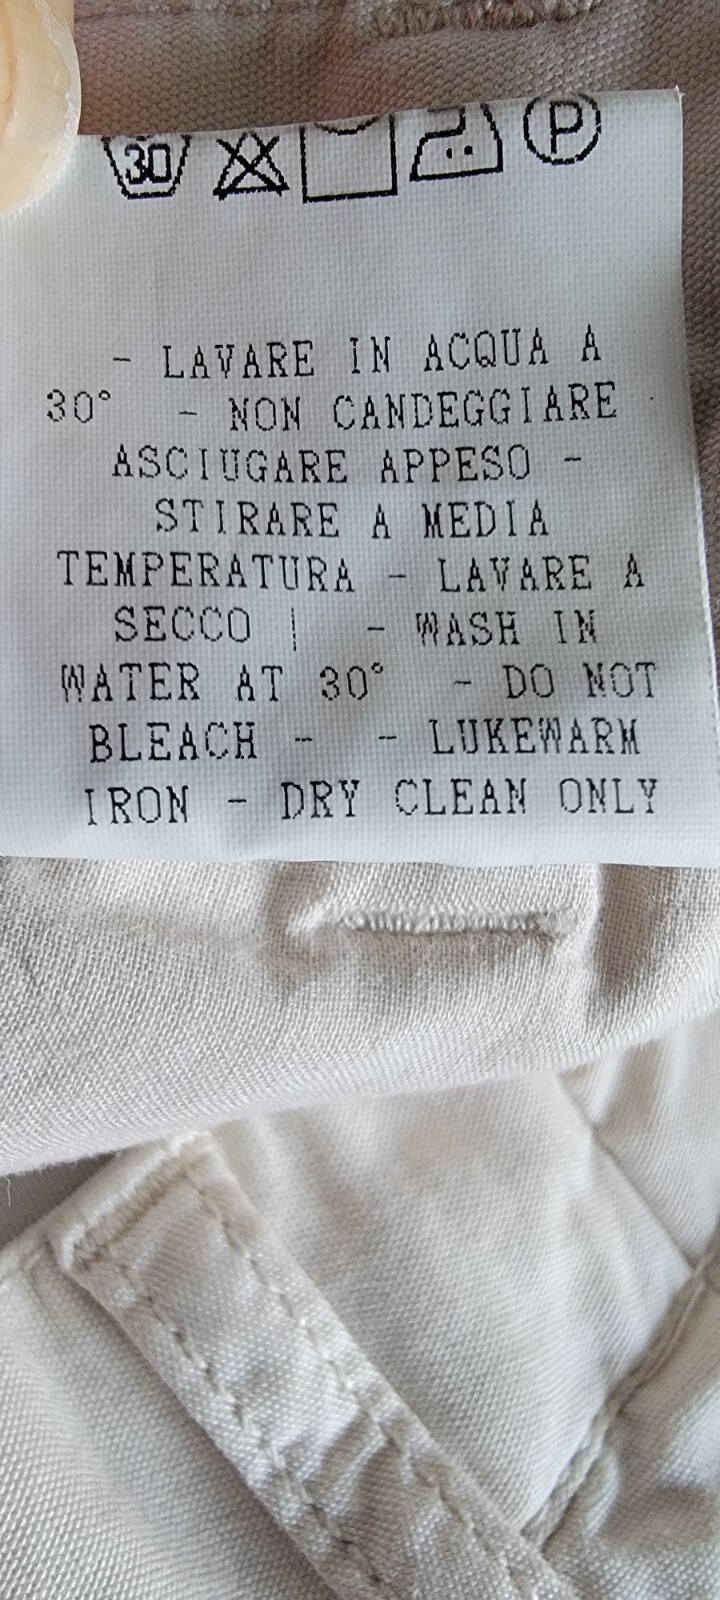 30 P
- LAVARE IN ACQUA A
30° - NON CANDEGGIARE
ASCIUGARE APPESO -
STIRARE A MEDIA
TEMPERATURA - LAVARE A
SECCO | - WASH IN
WATER AT 30° - DO NOT
BLEACH - - LUKEWARM
IRON - DRY CLEAN ONLY